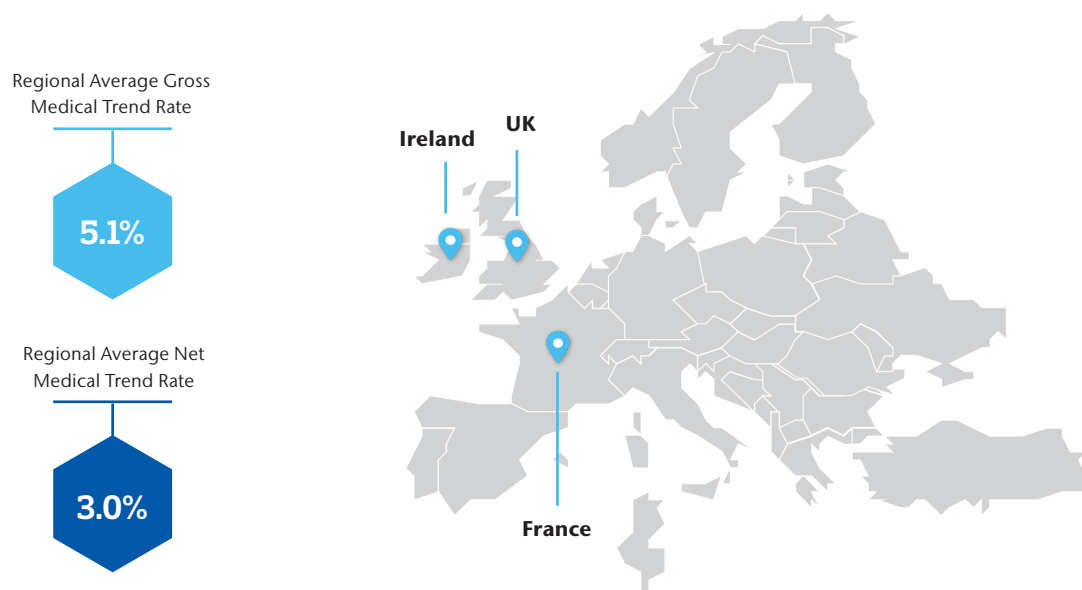 Regional Average Gross
Medical Trend Rate
5.1%
Regional Average Net
Medical Trend Rate
3.0%
Ireland
UK
France